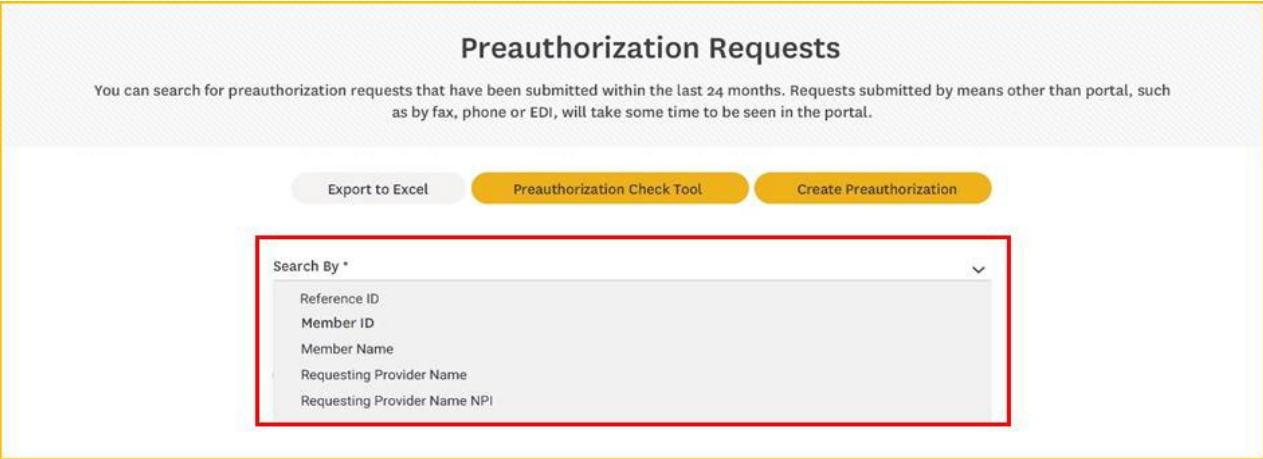 Preauthorization Requests
You can search for preauthorization requests that have been submitted within the last 24 months. Requests submitted by means other than portal, such
as by fax, phone or EDI, will take some time to be seen in the portal.
Export to Excel
Preauthorization Check Tool
Create Preauthorization
Search By *
Reference ID
Member ID
Member Name
Requesting Provider Name
Requesting Provider Name NPI